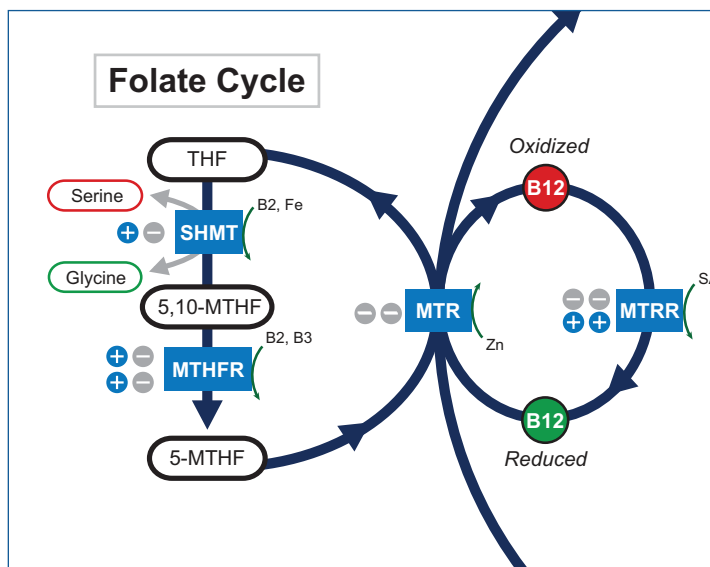 Folate Cycle
THF
Oxidized
B12
Serine
B2, Fe
+ −
SHMT
Glycine
5,10-MTHF
− −
MTR
− −
+ +
MTRR
SA
B2, B3
Zn
+ −
+ −
MTHFR
B12
Reduced
5-MTHF